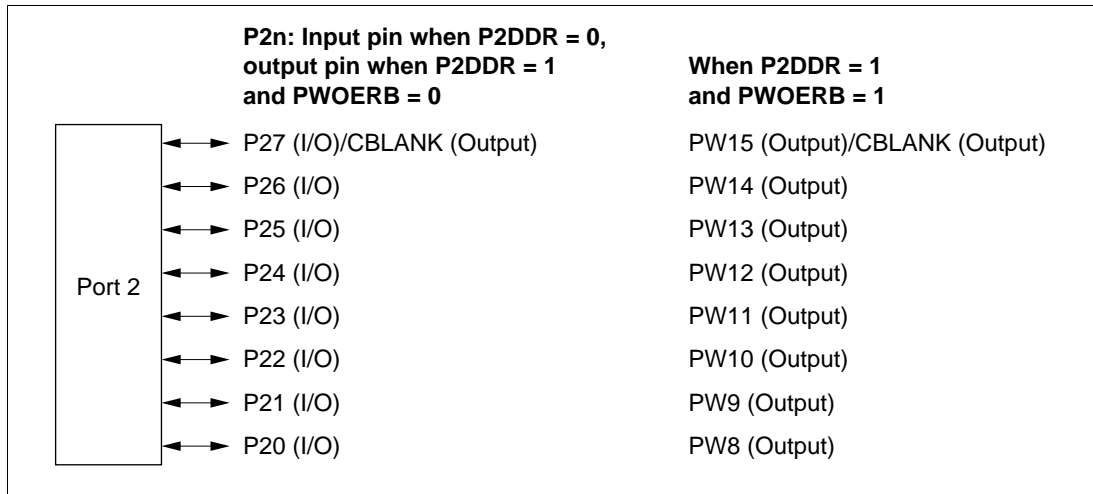 P2n: Input pin when P2DDR = 0,
output pin when P2DDR = 1
and PWOERB = 0
When P2DDR = 1
and PWOERB = 1
Port 2
P27 (I/O)/CBLANK (Output)
PW15 (Output)/CBLANK (Output)
P26 (I/O)
PW14 (Output)
P25 (I/O)
PW13 (Output)
P24 (I/O)
PW12 (Output)
P23 (I/O)
PW11 (Output)
P22 (I/O)
PW10 (Output)
P21 (I/O)
PW9 (Output)
P20 (I/O)
PW8 (Output)